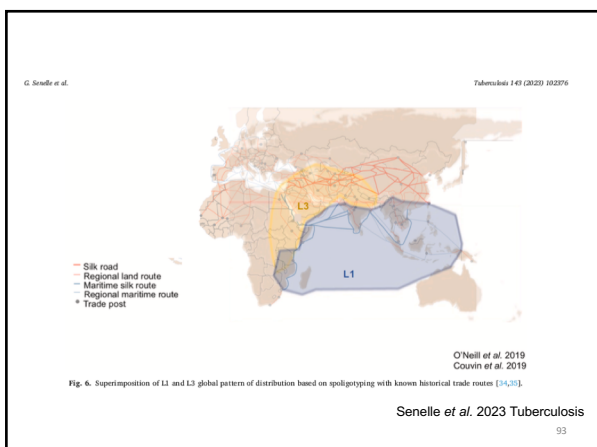 G. Senelle et al.
Tuberculosis 143 (2023) 102376
L3
L1
Silk road
Regional land route
Maritime silk route
Regional maritime route
Trade post
O'Neill et al. 2019
Couvin et al. 2019
Fig. 6. Superimposition of L1 and L3 global pattern of distribution based on spoligotyping with known historical trade routes [34,35].
Senelle et al. 2023 Tuberculosis
93